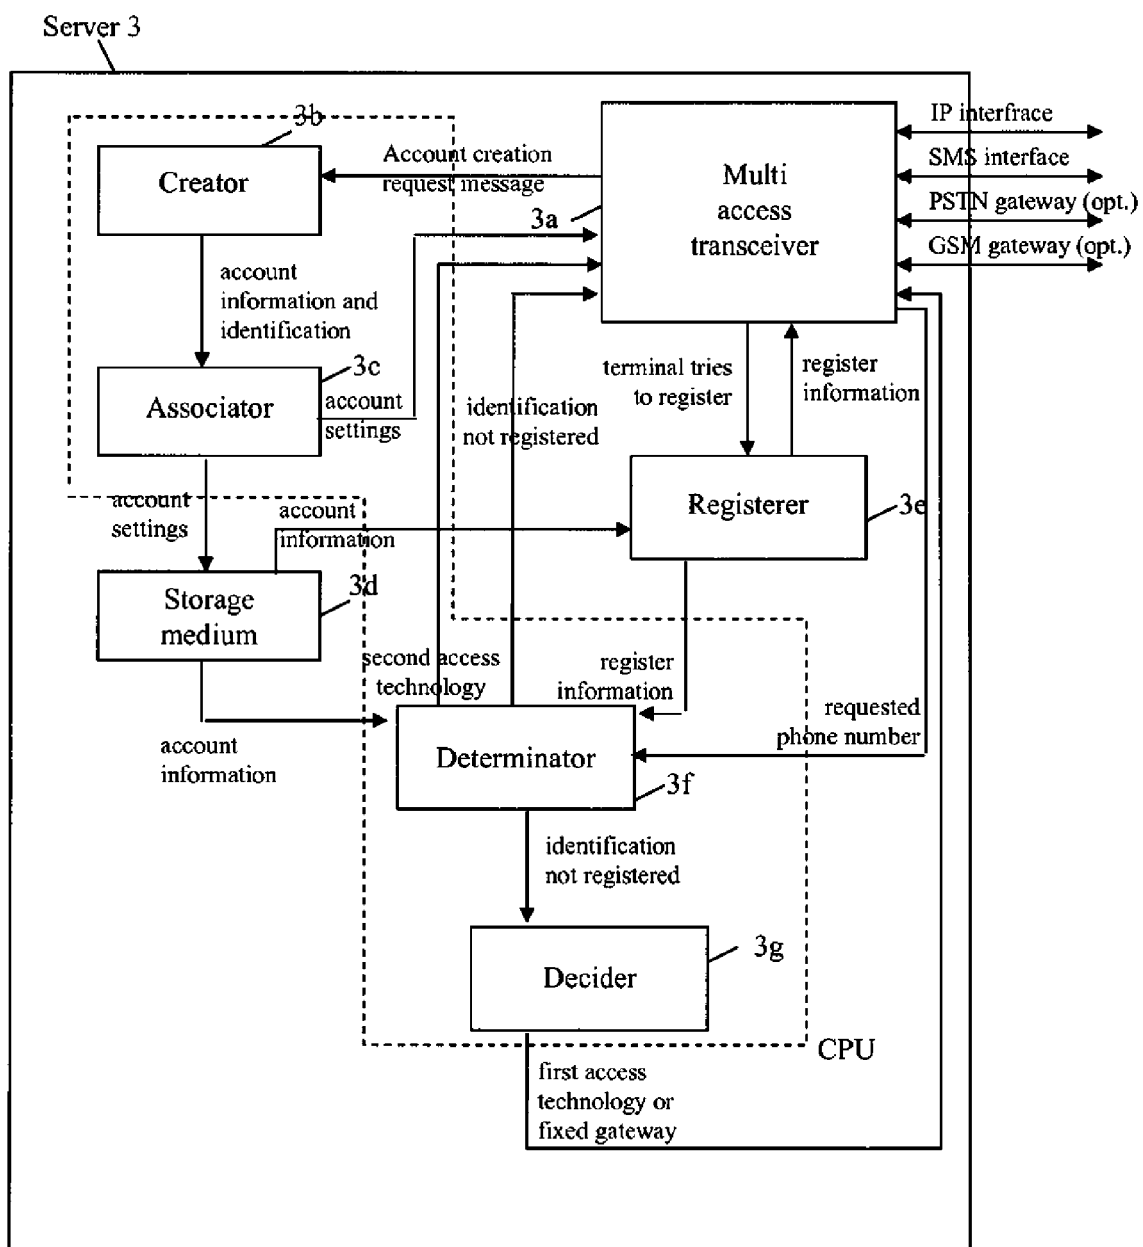 Server 3
3b
Creator
Account creation
request message
3a
Multi
access
transceiver
IP interfrace
SMS interface
PSTN gateway (opt.)
GSM gateway (opt.)
account
information and
identification
3c
Associator
account
settings
identification
not registered
terminal tries
to register
register
information
Registerer
3e
account
settings
account
information
Storage
medium
3d
second access
technology
register
information
requested
phone number
account
information
Determinator
3f
identification
not registered
Decider
3g
CPU
first access
technology or
fixed gateway